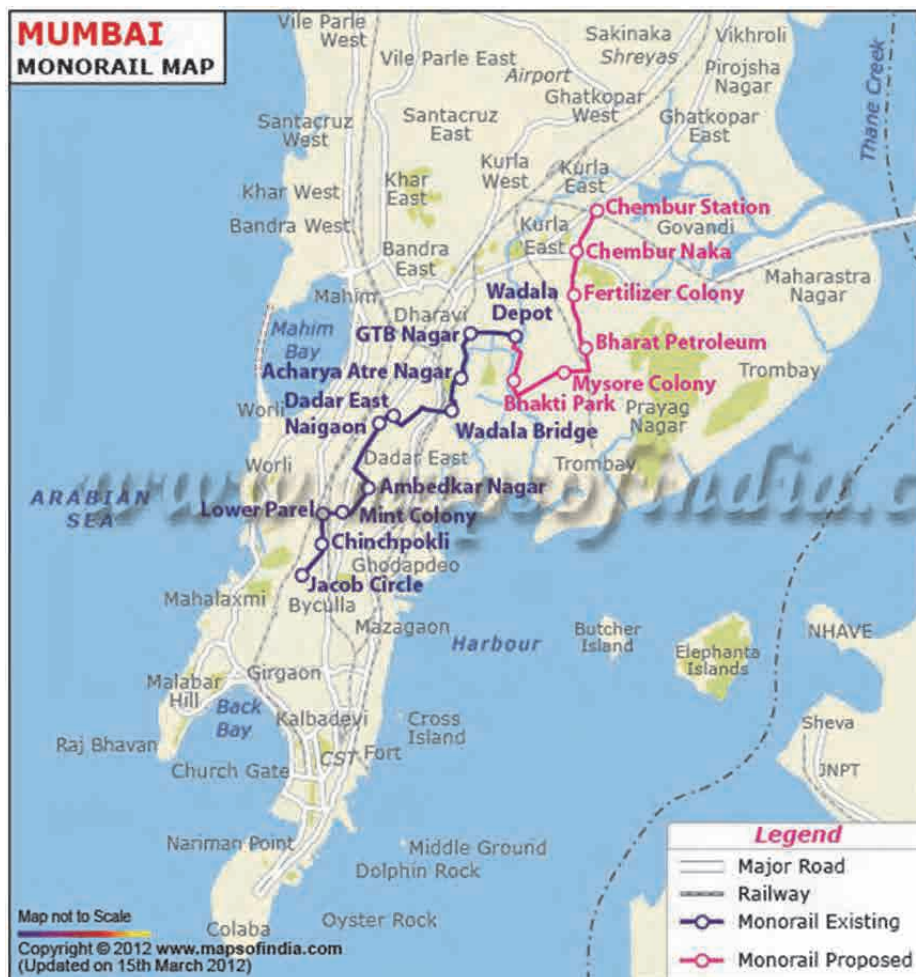 MUMBAI
MONORAIL MAP
Vile Parle
West
Vile Parle East
Sakinaka
Shreyas
Vikhroli
Airport
Pirojsha
Nagar
Ghatkopar
West
Santacruz
East
Santacruz
West
Ghatkopar
East
Thane Creek
Kurla
West
Kurla
East
Khar West
Khar
East
Bandra West
Chembur Station
Govandi
Kurla
East
Bandra
East
Chembur Naka
Maharastra
Nagar
Mahim
Wadala
Depot
Fertilizer Colony
Dharavi
Mahim
Bay
GTB Nagar
Bharat Petroleum
Acharya Atre Nagar
Mysore Colony
Trombay
Bhakti Park
Dadar East
Worli
Naigaon
Wadala Bridge
Prayag
Nagar
Dadar East
Worli
Trombay
www.mapsofindia.c
ARABIAN
SEA
Ambedkar Nagar
Lower Parel
Mint Colony
Chinchpokli
Ghodapdeo
Jacob Circle
Mahalaxmi
Byculla
Mazagaon
Harbour
Butcher
Island
Elephanta
Islands
NHAVE
Girgaon
Malabar
Hill
Back
Bay
Kalbadevi
Cross
Island
Sheva
Raj Bhavan
CST
Fort
Church Gate
JNPT
Nariman Point
Middle Ground
Dolphin Rock
Oyster Rock
Colaba
Legend
Major Road
Railway
Monorail Existing
Monorail Proposed
Map not to Scale
Copyright © 2012 www.mapsofindia.com
(Updated on 15th March 2012)